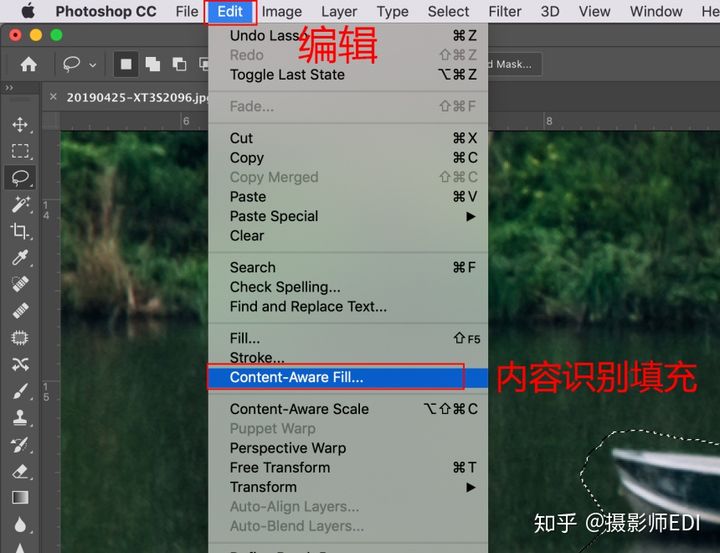 Photoshop CC File Edit Image Layer Type Select Filter 3D View Window He
编辑
d Mask...
20190425-XT3S2096.jpg
6
8
1
4
1
5
Undo Lasso ⌘Z
Redo ⇧⌘Z
Toggle Last State ⌥⌘Z
Fade... ⇧⌘F
Cut ⌘X
Copy ⌘C
Copy Merged ⇧⌘C
Paste ⌘V
Paste Special ▶
Clear
Search ⌘F
Check Spelling...
Find and Replace Text...
Fill... ⇧F5
Stroke...
Content-Aware Fill...
内容识别填充
Content-Aware Scale ⌥⇧⌘C
Puppet Warp
Perspective Warp
Free Transform ⌘T
Transform ▶
Auto-Align Layers...
Auto-Blend Layers...
知乎 @摄影师EDI